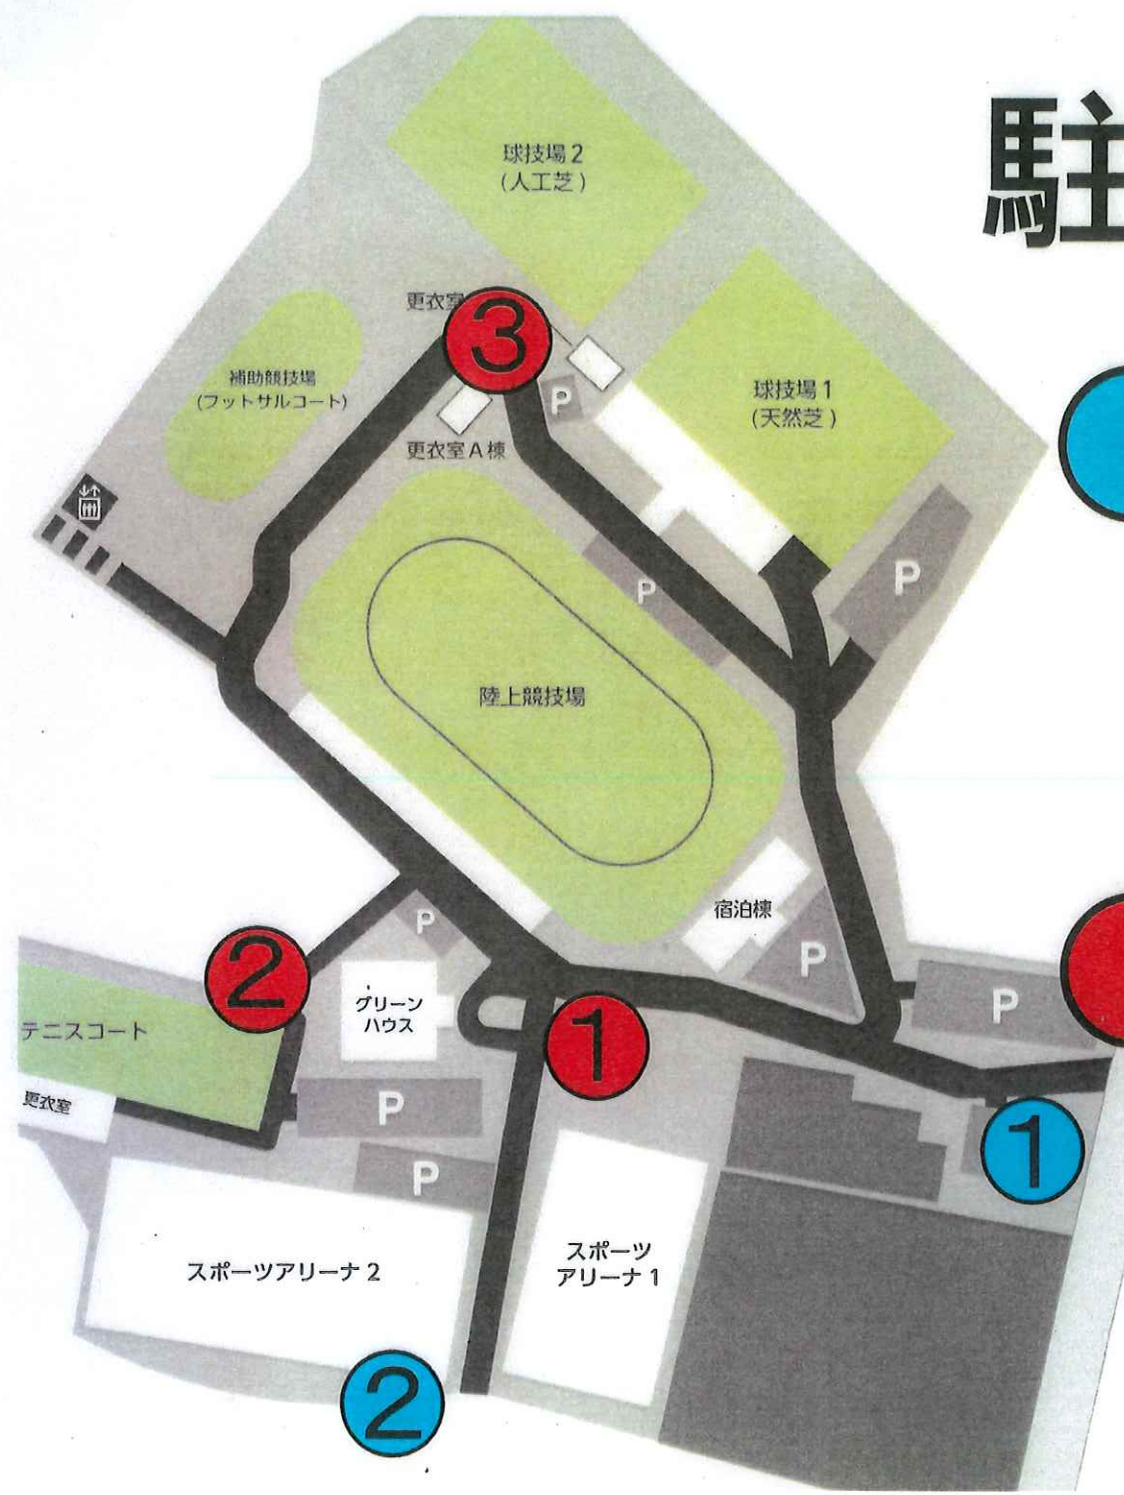 駐
球技場2
(人工芝)
更衣室
3
補助競技場
(フットサルコート)
P
球技場1
(天然芝)
更衣室A棟
P
P
陸上競技場
宿泊棟
P
P
2
P
グリーン
ハウス
テニスコート
1
更衣室
P
1
P
スポーツアリーナ2
スポーツ
アリーナ1
2